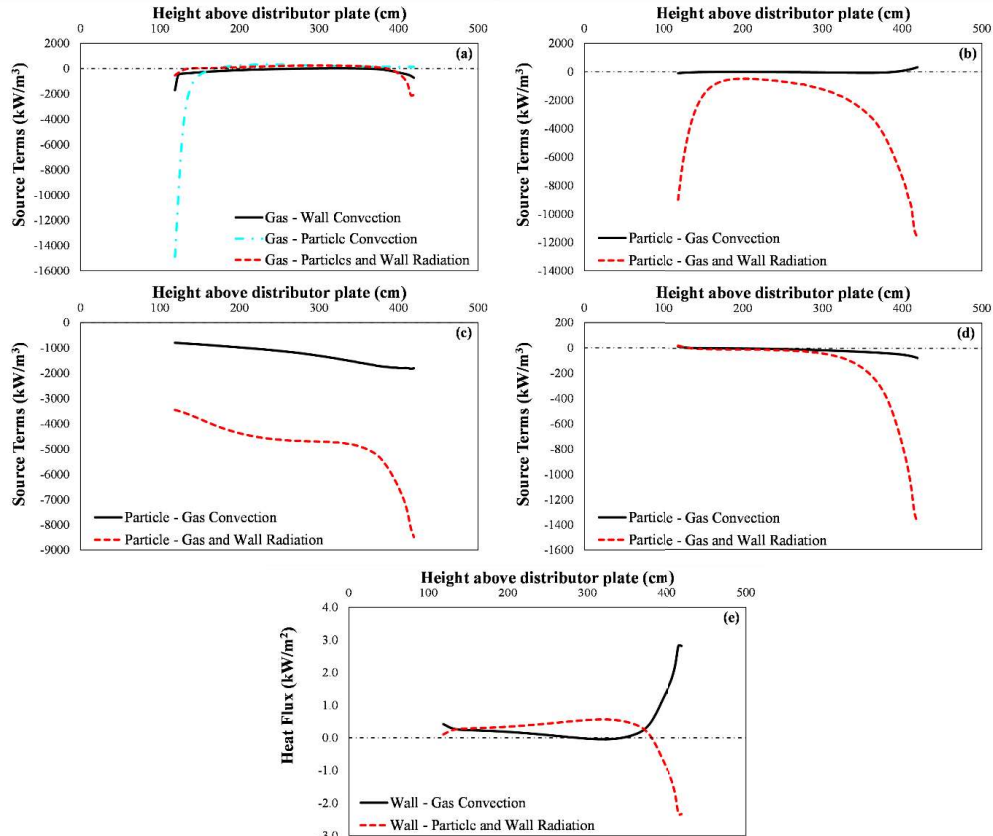 Height above distributor plate (cm)
0 100 200 300 400 500
2000
0
-2000
-4000
-6000
-8000
-10000
-12000
-14000
-16000
Source Terms (kW/m³)
(a)
Gas - Wall Convection
Gas - Particle Convection
Gas - Particles and Wall Radiation
Height above distributor plate (cm)
0 100 200 300 400 500
4000
2000
0
-2000
-4000
-6000
-8000
-10000
-12000
-14000
Source Terms (kW/m³)
(b)
Particle - Gas Convection
Particle - Gas and Wall Radiation
Height above distributor plate (cm)
0 100 200 300 400 500
0
-1000
-2000
-3000
-4000
-5000
-6000
-7000
-8000
-9000
Source Terms (kW/m³)
(c)
Particle - Gas Convection
Particle - Gas and Wall Radiation
Height above distributor plate (cm)
0 100 200 300 400 500
200
0
-200
-400
-600
-800
-1000
-1200
-1400
-1600
Source Terms (kW/m³)
(d)
Particle - Gas Convection
Particle - Gas and Wall Radiation
Height above distributor plate (cm)
0 100 200 300 400 500
4.0
3.0
2.0
1.0
0.0
-1.0
-2.0
-3.0
Heat Flux (kW/m²)
(e)
Wall - Gas Convection
Wall - Particle and Wall Radiation